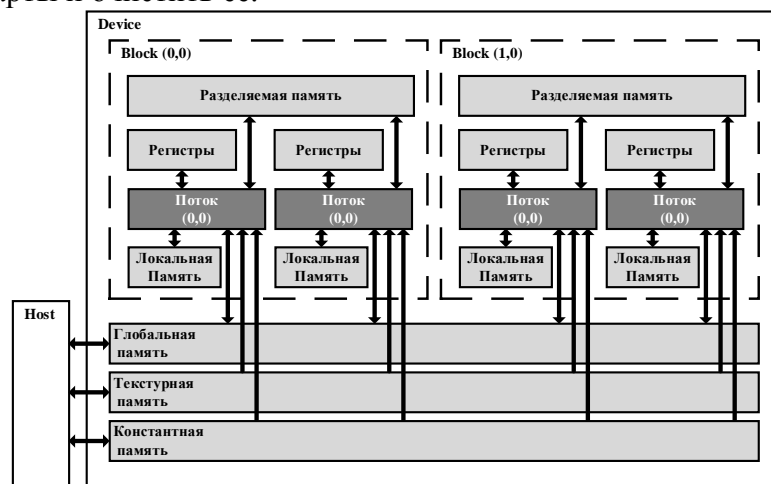 Device
Block (0,0)
Block (1,0)
Разделяемая память
Разделяемая память
Регистры
Регистры
Регистры
Регистры
Поток
(0,0)
Поток
(0,0)
Поток
(0,0)
Поток
(0,0)
Локальная
Память
Локальная
Память
Локальная
Память
Локальная
Память
Host
Глобальная
память
Текстурная
память
Константная
память